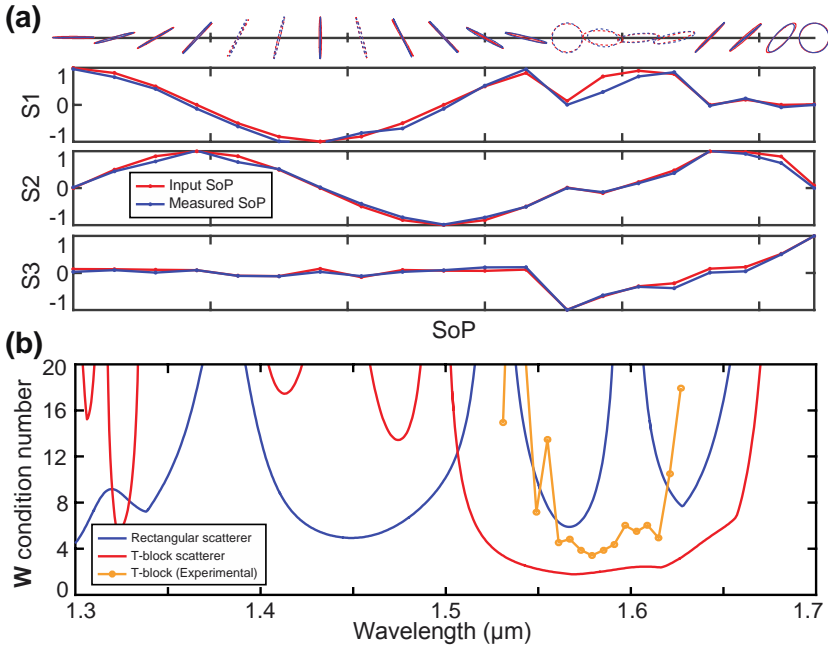 (a)
1
0
-1
S1
1
0
-1
S2
Input SoP
Measured SoP
1
0
-1
S3
SoP
(b)
20
16
12
8
4
0
W condition number
Rectangular scatterer
T-block scatterer
T-block (Experimental)
1.3 1.4 1.5 1.6 1.7
Wavelength (μm)